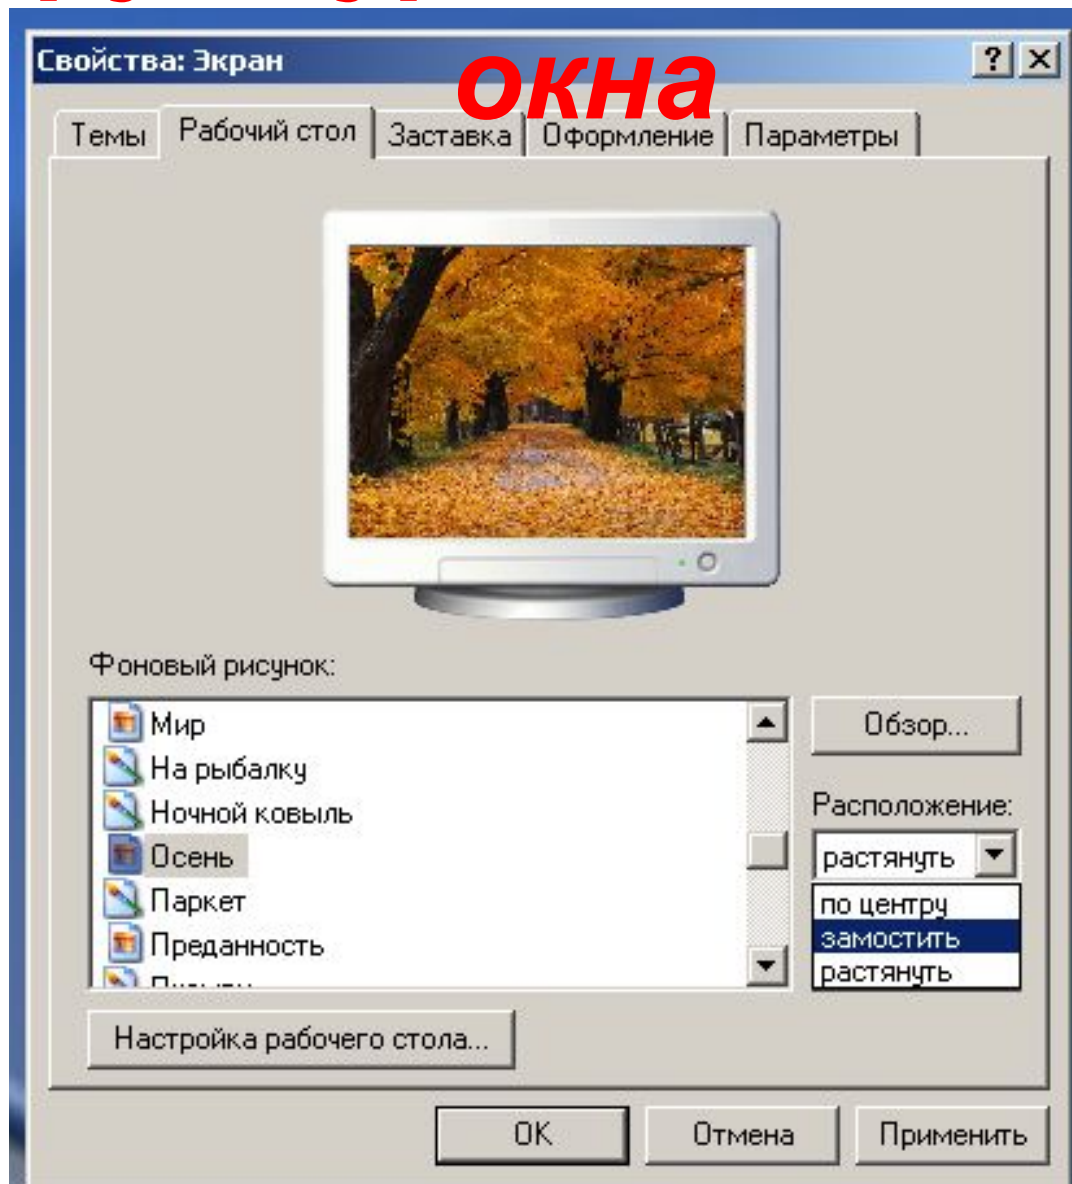 окна
Свойства: Экран
Темы Рабочий стол Заставка Оформление Параметры
Фоновый рисунок:
Мир
На рыбалку
Ночной ковыль
Осень
Паркет
Преданность
Обзор...
Расположение:
растянуть
по центру
замостить
растянуть
Настройка рабочего стола...
OK Отмена Применить